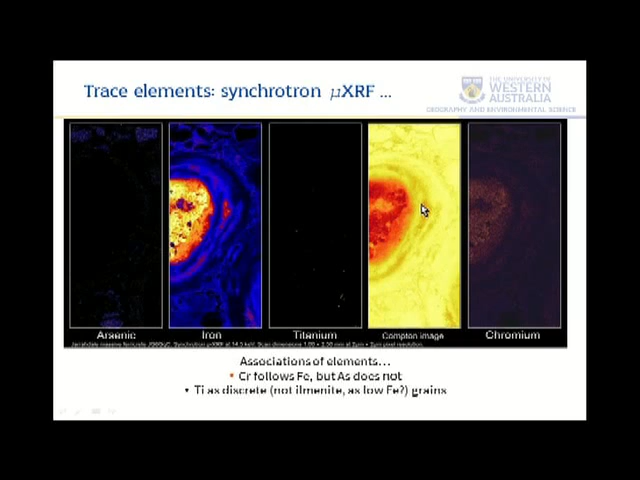 Trace elements: synchrotron μXRF ...
THE UNIVERSITY OF
WESTERN
AUSTRALIA
GEOGRAPHY AND ENVIRONMENTAL SCIENCE
Arsenic Iron Titanium Compton image Chromium
Associations of elements...
• Cr follows Fe, but As does not
• Ti as discrete (not ilmenite, as low Fe?) grains